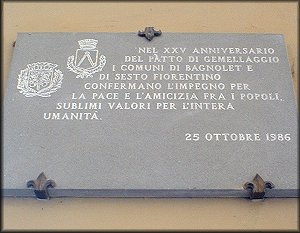 NEL XXV ANNIVERSARIO
DEL PATTO DI GEMELLAGGIO
I COMUNI DI BAGNOLET E
DI SESTO FIORENTINO
CONFERMANO L'IMPEGNO PER
LA PACE E L'AMICIZIA FRA I POPOLI,
SUBLIMI VALORI PER L'INTERA
UMANITÀ.
25 OTTOBRE 1986